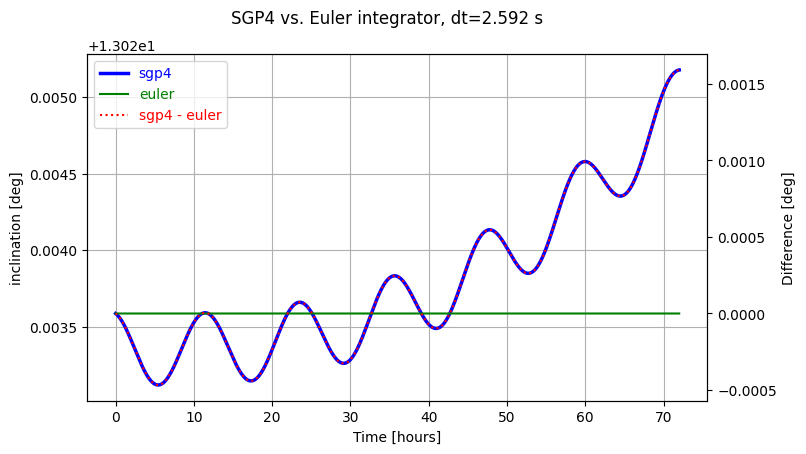 SGP4 vs. Euler integrator, dt=2.592 s
+1.302e1
sgp4
euler
sgp4 - euler
0.0050
0.0045
0.0040
0.0035
inclination [deg]
0.0015
0.0010
0.0005
0.0000
−0.0005
Difference [deg]
0 10 20 30 40 50 60 70
Time [hours]